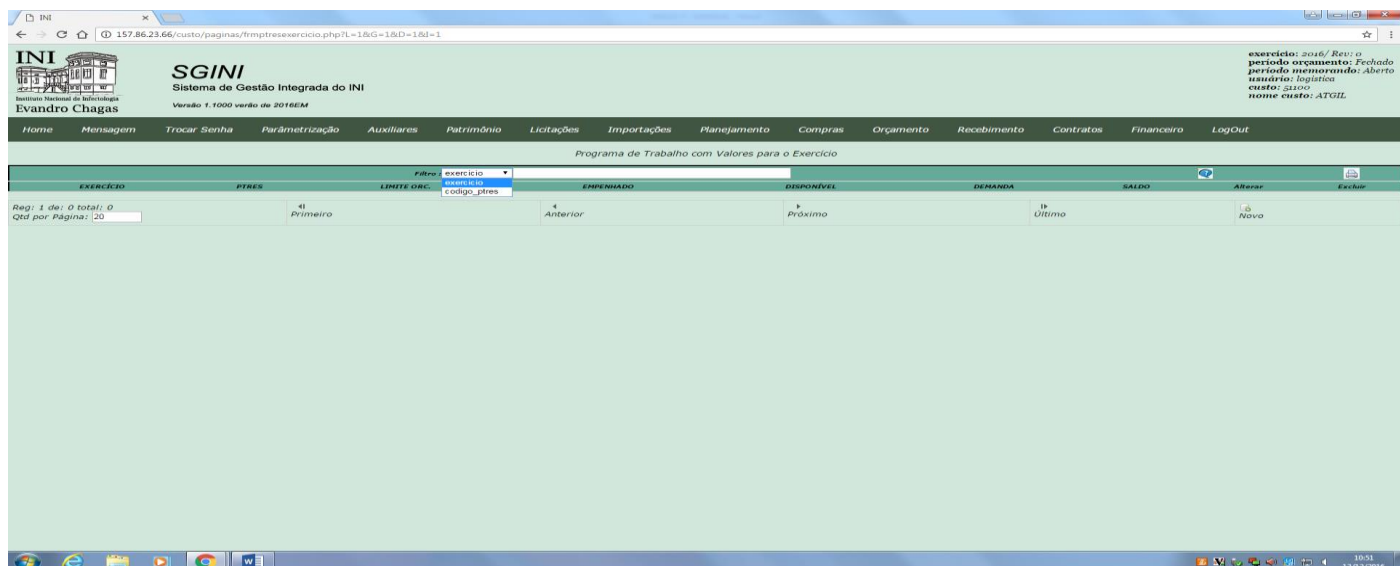 INI
157.86.23.66/custo/paginas/frmptresexercicio.php?L=1&G=1&D=1&I=1
INI
Instituto Nacional de Infectologia
Evandro Chagas
SGINI
Sistema de Gestão Integrada do INI
Versão 1.1000 verão de 2016EM
exercício: 2016/ Rev: 0
período orçamento: Fechado
período memorando: Aberto
usuário: logistica
custo: 51100
nome custo: ATGIL
Home Mensagem Trocar Senha Parâmetrização Auxiliares Patrimônio Licitações Importações Planejamento Compras Orçamento Recebimento Contratos Financeiro LogOut
Programa de Trabalho com Valores para o Exercício
Filtro : exercicio
exercicio
codigo_ptres
EXERCÍCIO PTRES LIMITE ORC. EMPENHADO DISPONÍVEL DEMANDA SALDO Alterar Excluir
Reg: 1 de: 0 total: 0
Qtd por Página: 20
Primeiro Anterior Próximo Último Novo
10:51